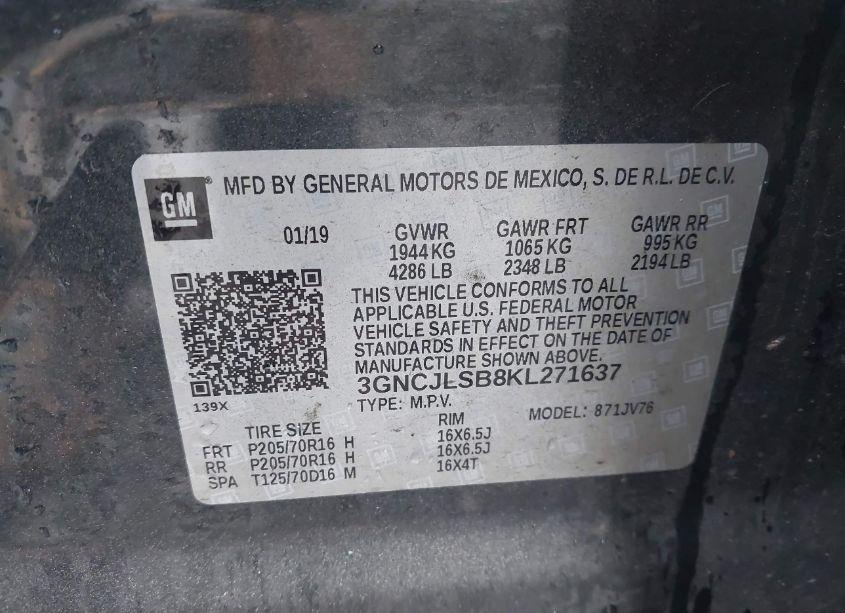 GM
MFD BY GENERAL MOTORS DE MEXICO, S. DE R.L. DE C.V.
01/19 GVWR GAWR FRT GAWR RR
1944 KG 1065 KG 995 KG
4286 LB 2348 LB 2194 LB
THIS VEHICLE CONFORMS TO ALL
APPLICABLE U.S. FEDERAL MOTOR
VEHICLE SAFETY AND THEFT PREVENTION
STANDARDS IN EFFECT ON THE DATE OF
MANUFACTURE SHOWN ABOVE.
3GNCJLSB8KL271637
139X
TYPE: M.P.V. MODEL: 871JV76
TIRE SIZE RIM
FRT P205/70R16 H 16X6.5J
RR P205/70R16 H 16X6.5J
SPA T125/70D16 M 16X4T